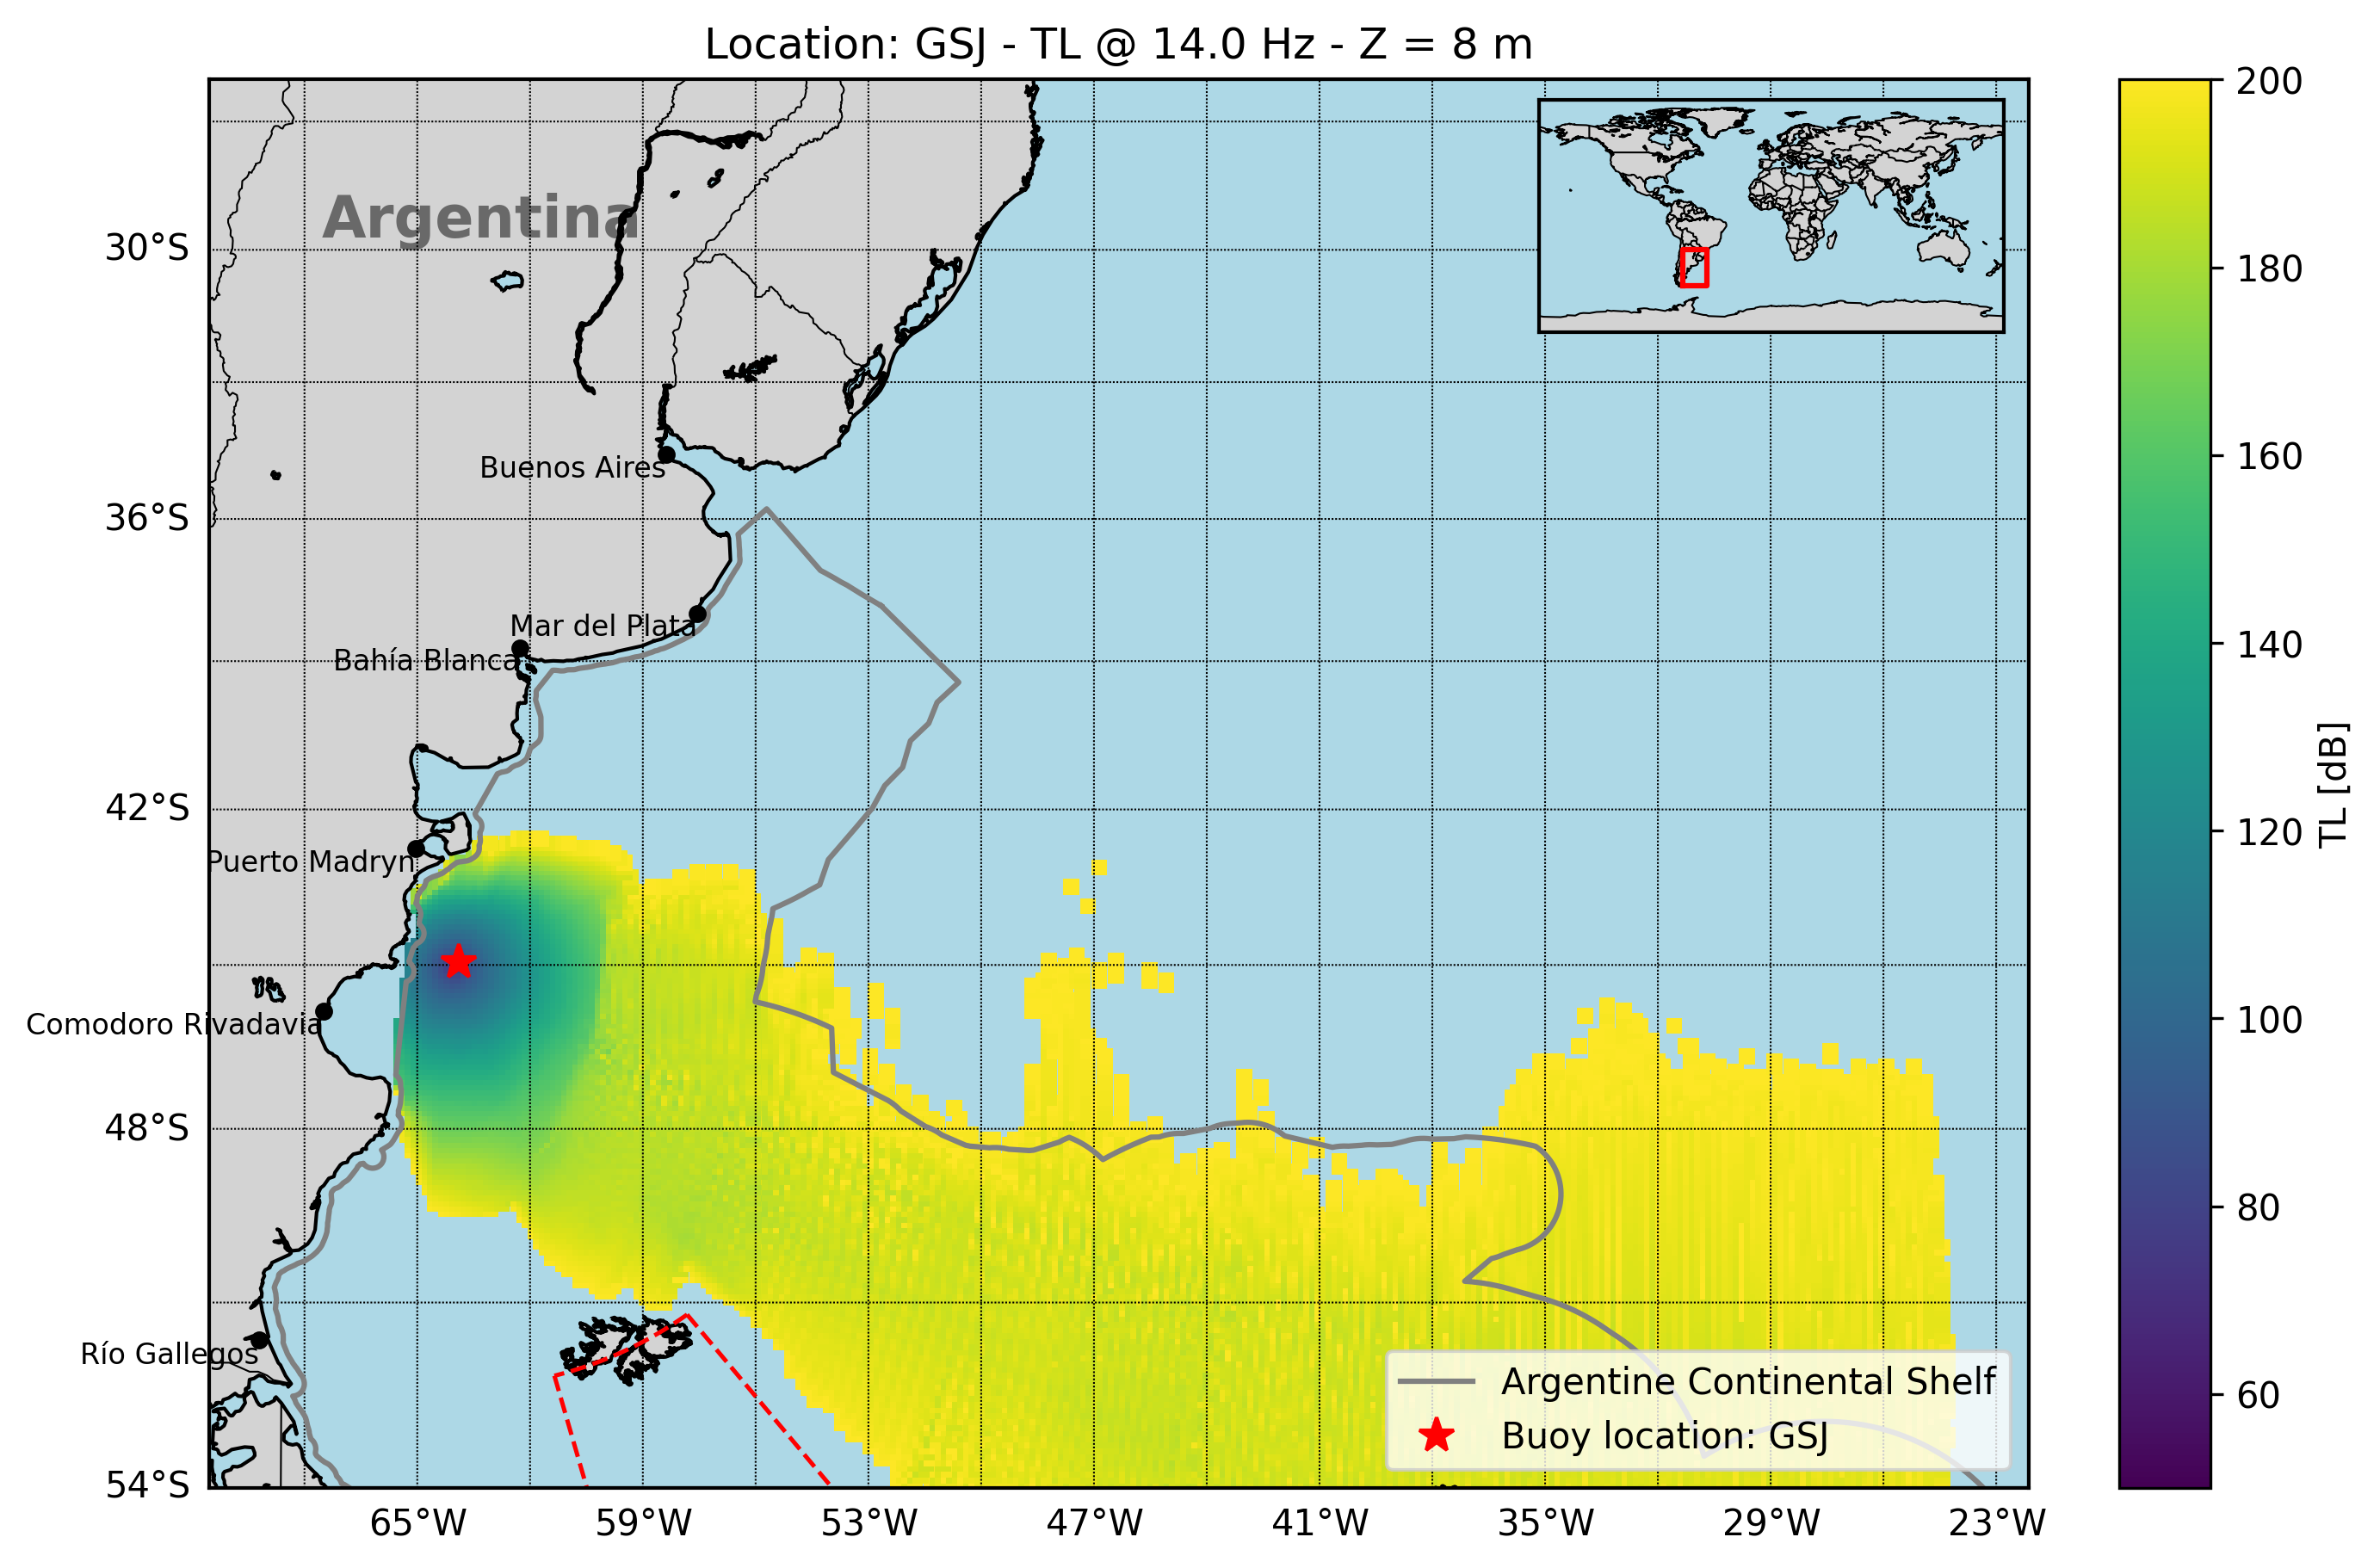 Location: GSJ - TL @ 14.0 Hz - Z = 8 m
Argentina
30°S
36°S
42°S
48°S
54°S
Buenos Aires
Mar del Plata
Bahía Blanca
Puerto Madryn
Comodoro Rivadavia
Río Gallegos
Argentine Continental Shelf
Buoy location: GSJ
65°W
59°W
53°W
47°W
41°W
35°W
29°W
23°W
200
180
160
140
120
100
80
60
TL [dB]